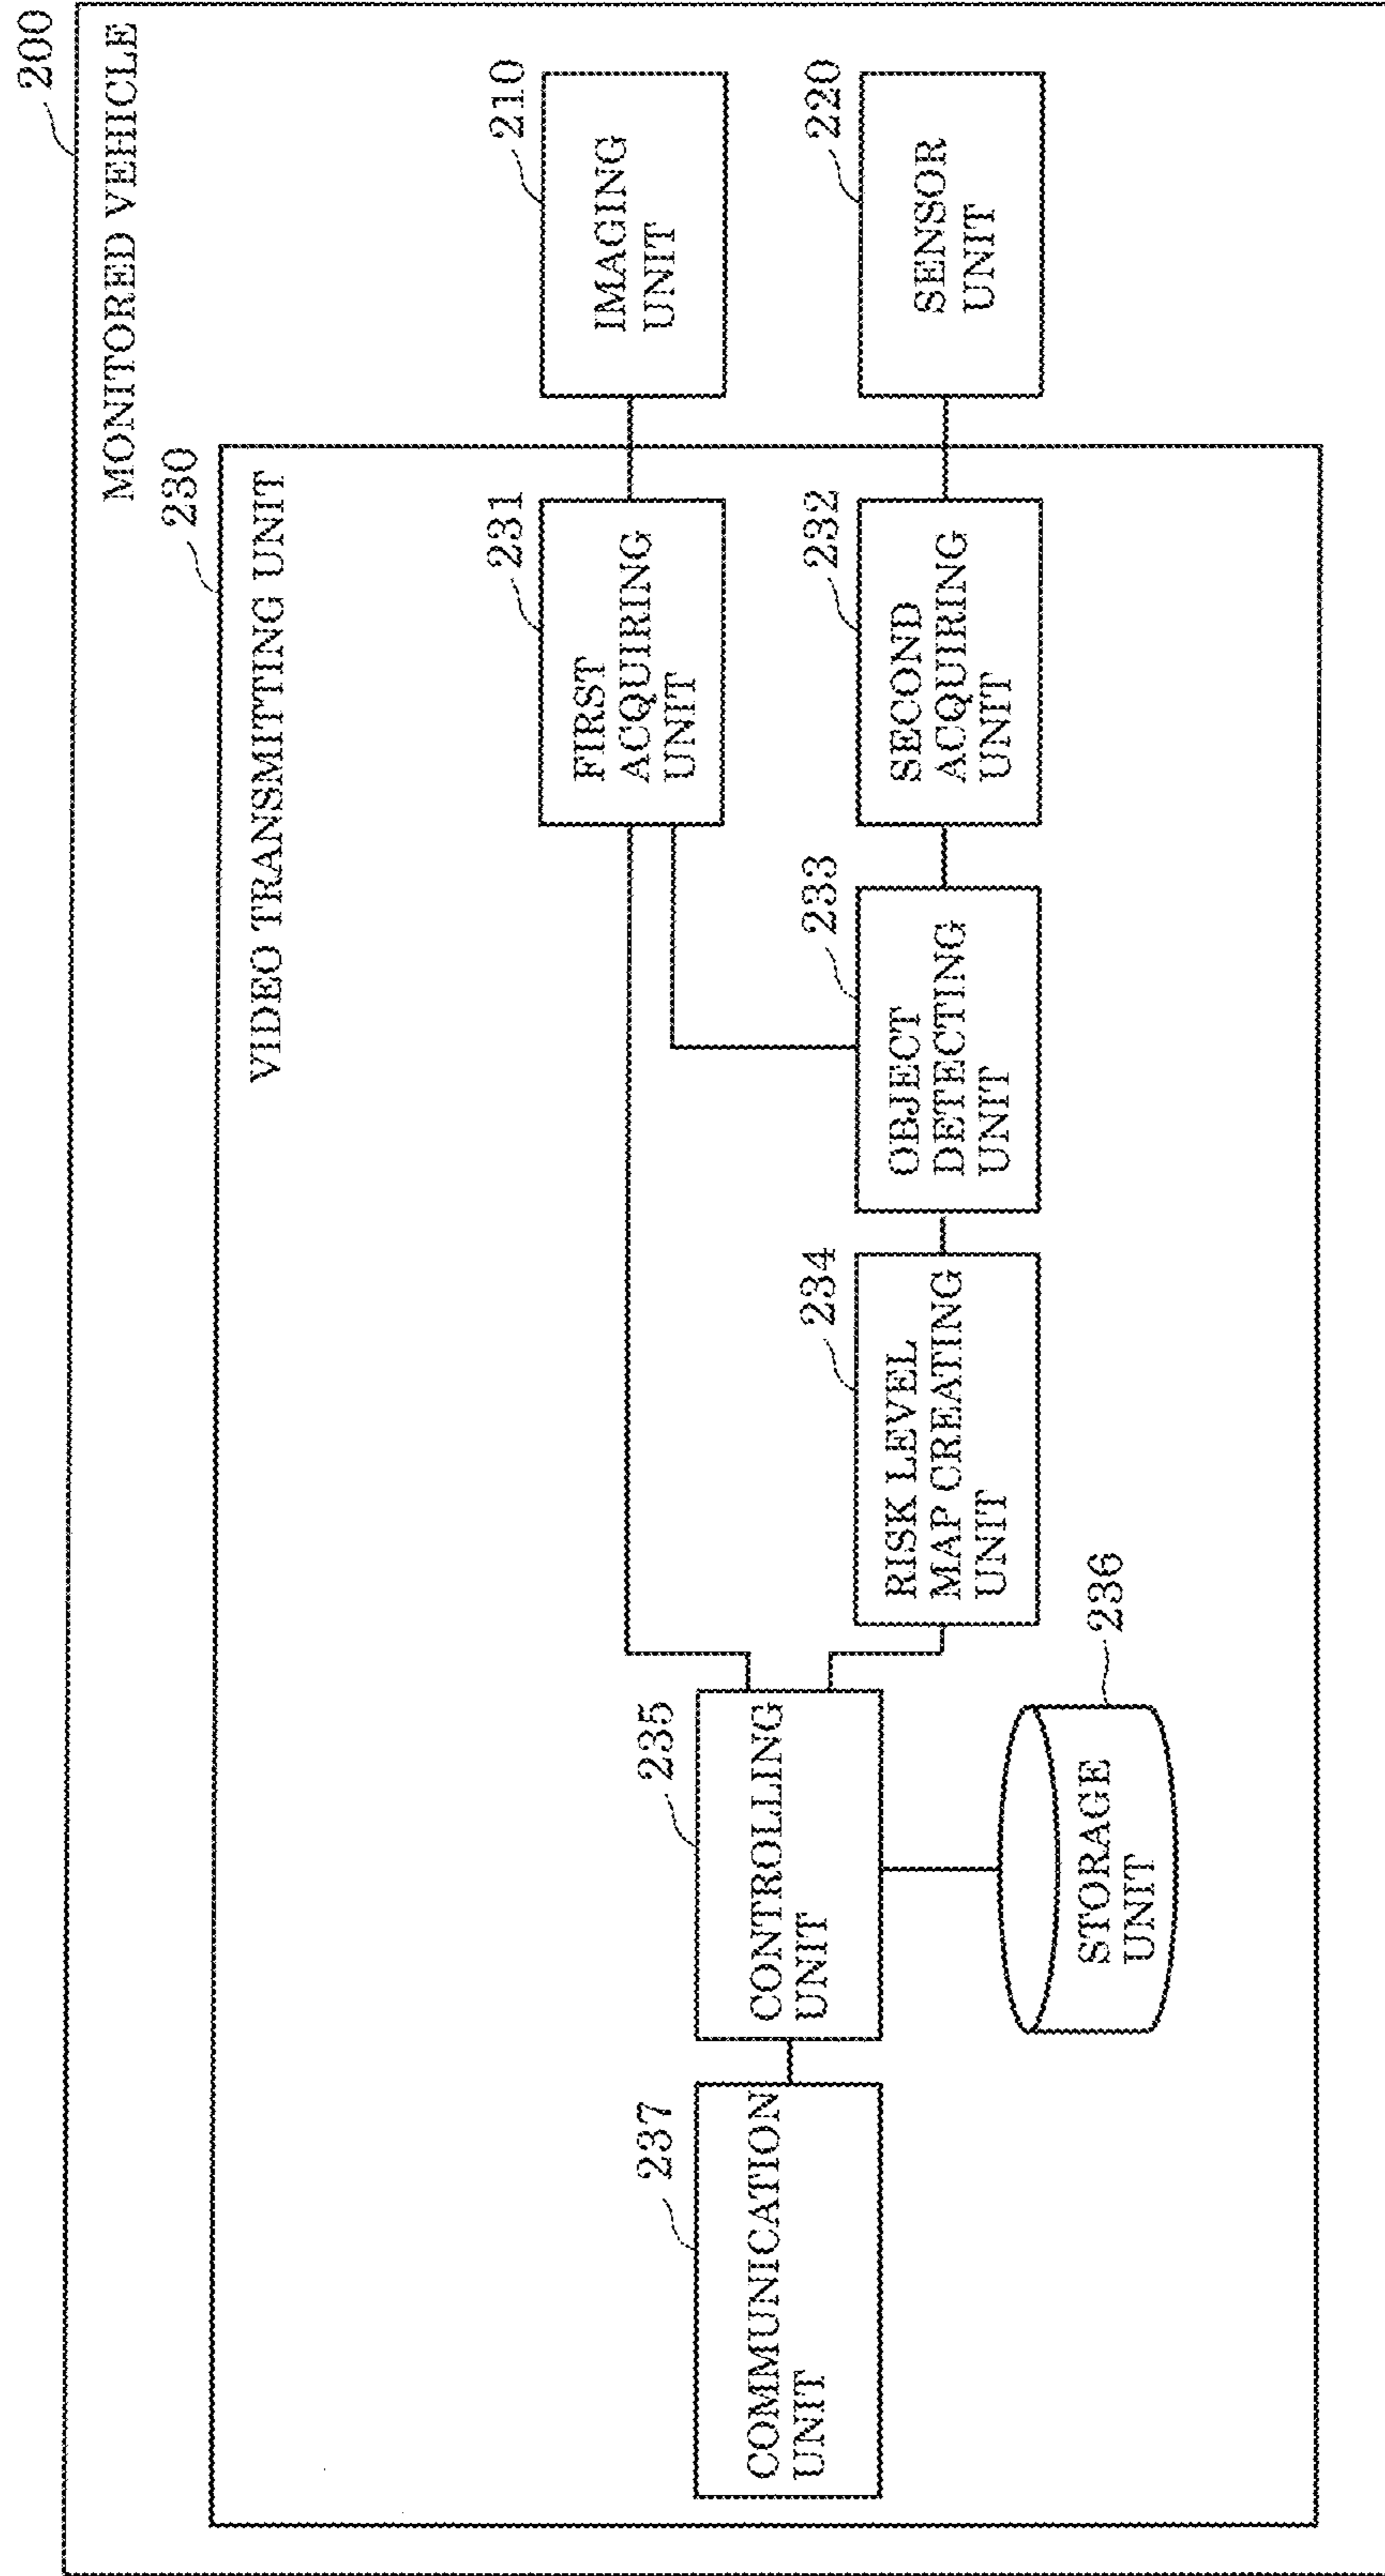 200
MONITORED VEHICLE
230
VIDEO TRANSMITTING UNIT
237
COMMUNICATION
UNIT
235
CONTROLLING
UNIT
236
STORAGE
UNIT
234
RISK LEVEL
MAP CREATING
UNIT
233
OBJECT
DETECTING
UNIT
231
FIRST
ACQUIRING
UNIT
232
SECOND
ACQUIRING
UNIT
210
IMAGING
UNIT
220
SENSOR
UNIT